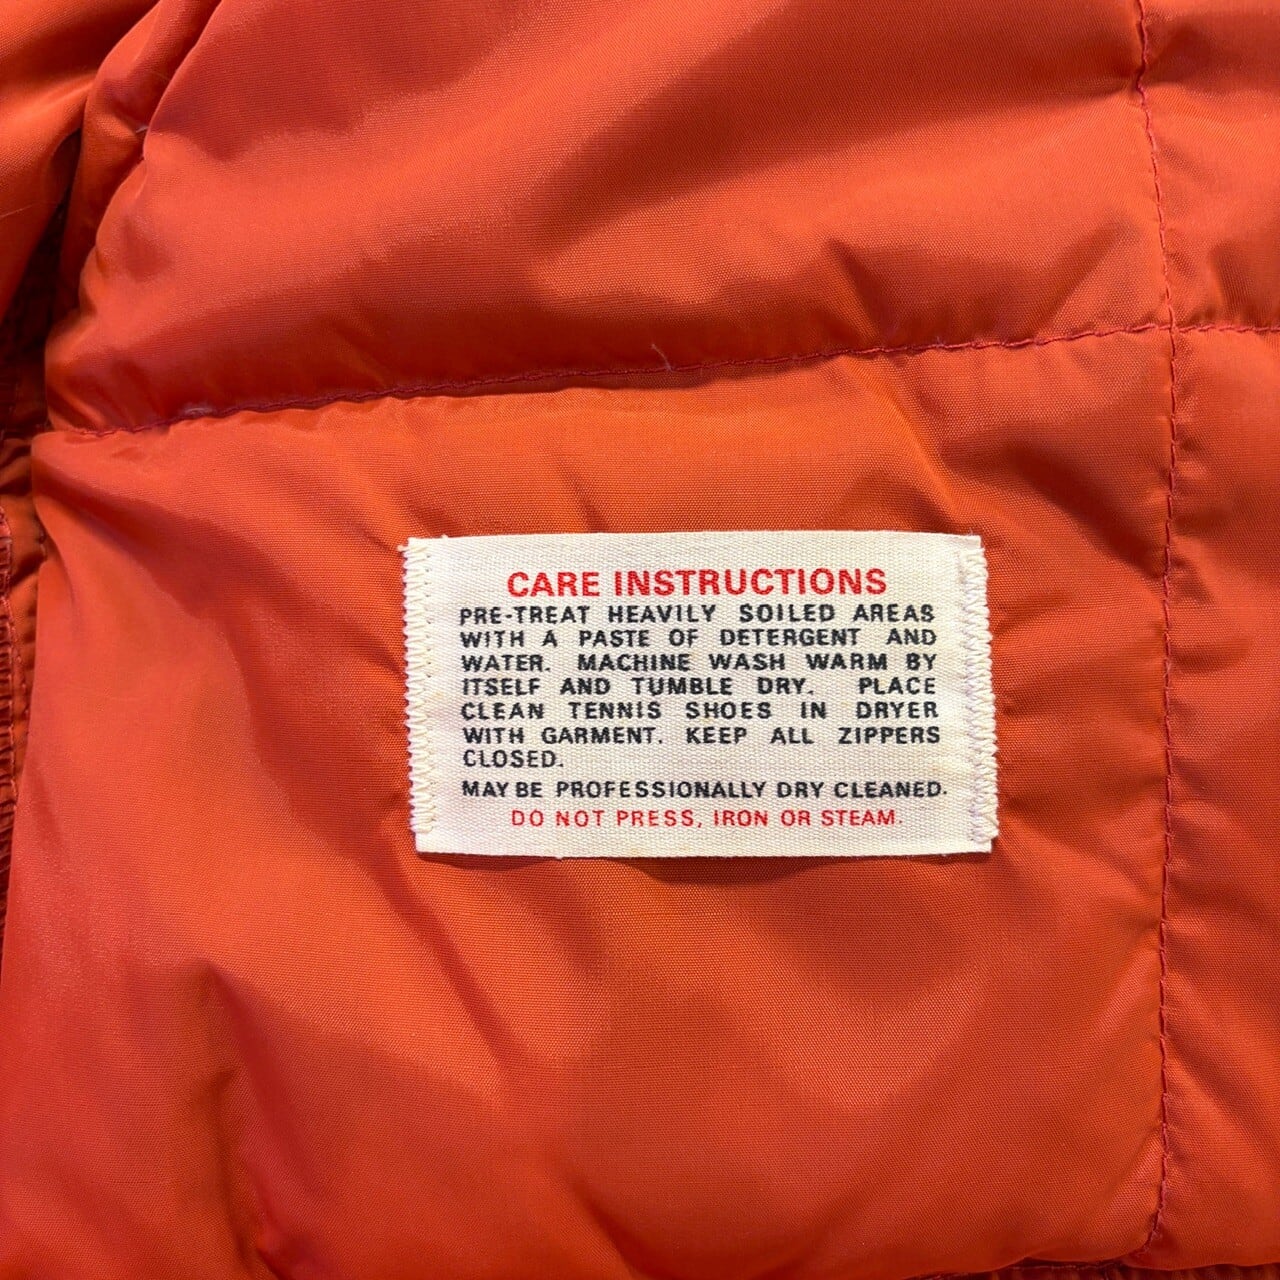 CARE INSTRUCTIONS
PRE-TREAT HEAVILY SOILED AREAS
WITH A PASTE OF DETERGENT AND
WATER. MACHINE WASH WARM BY
ITSELF AND TUMBLE DRY. PLACE
CLEAN TENNIS SHOES IN DRYER
WITH GARMENT. KEEP ALL ZIPPERS
CLOSED.
MAY BE PROFESSIONALLY DRY CLEANED.
DO NOT PRESS, IRON OR STEAM.